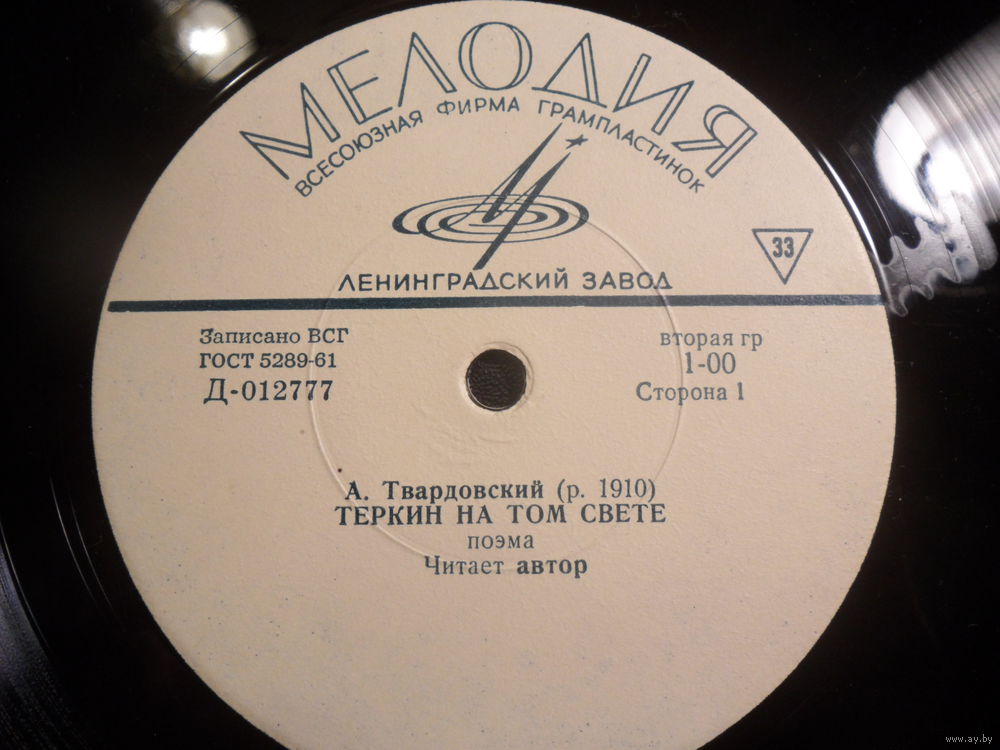 МЕЛОДИЯ
ВСЕСОЮЗНАЯ ФИРМА ГРАМПЛАСТИНОК
33
ЛЕНИНГРАДСКИЙ ЗАВОД
Записано ВСГ
ГОСТ 5289-61
Д-012777
вторая гр
1-00
Сторона 1
А. Твардовский (р. 1910)
ТЕРКИН НА ТОМ СВЕТЕ
поэма
Читает автор
www.ay.by